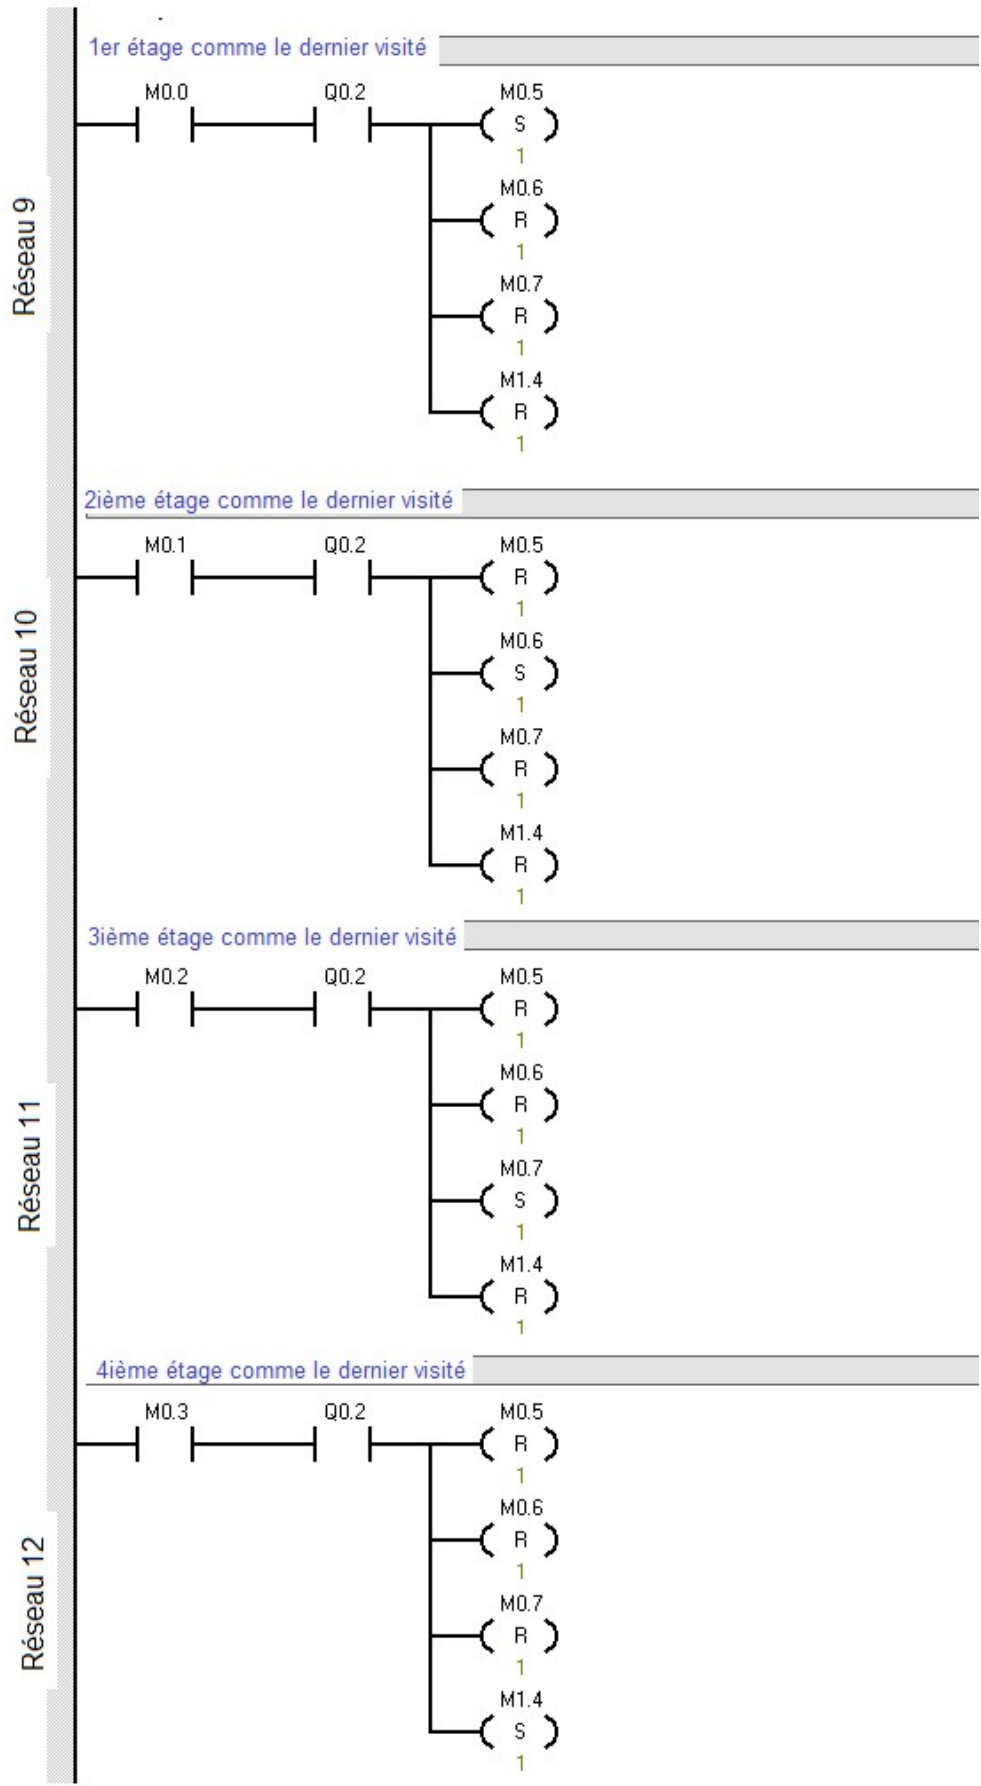 1er étage comme le dernier visité
M0.0 Q0.2 M0.5
S
1
M0.6
R
1
M0.7
R
1
M1.4
R
1
Réseau 9
2ième étage comme le dernier visité
M0.1 Q0.2 M0.5
R
1
M0.6
S
1
M0.7
R
1
M1.4
R
1
Réseau 10
3ième étage comme le dernier visité
M0.2 Q0.2 M0.5
R
1
M0.6
R
1
M0.7
S
1
M1.4
R
1
Réseau 11
4ième étage comme le dernier visité
M0.3 Q0.2 M0.5
R
1
M0.6
R
1
M0.7
R
1
M1.4
S
1
Réseau 12